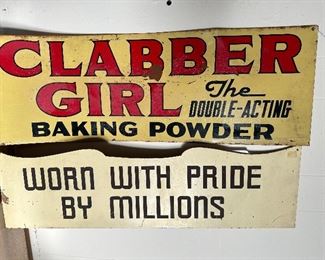 CLABBER
GIRL The
DOUBLE-ACTING
BAKING POWDER
WORN WITH PRIDE
BY MILLIONS